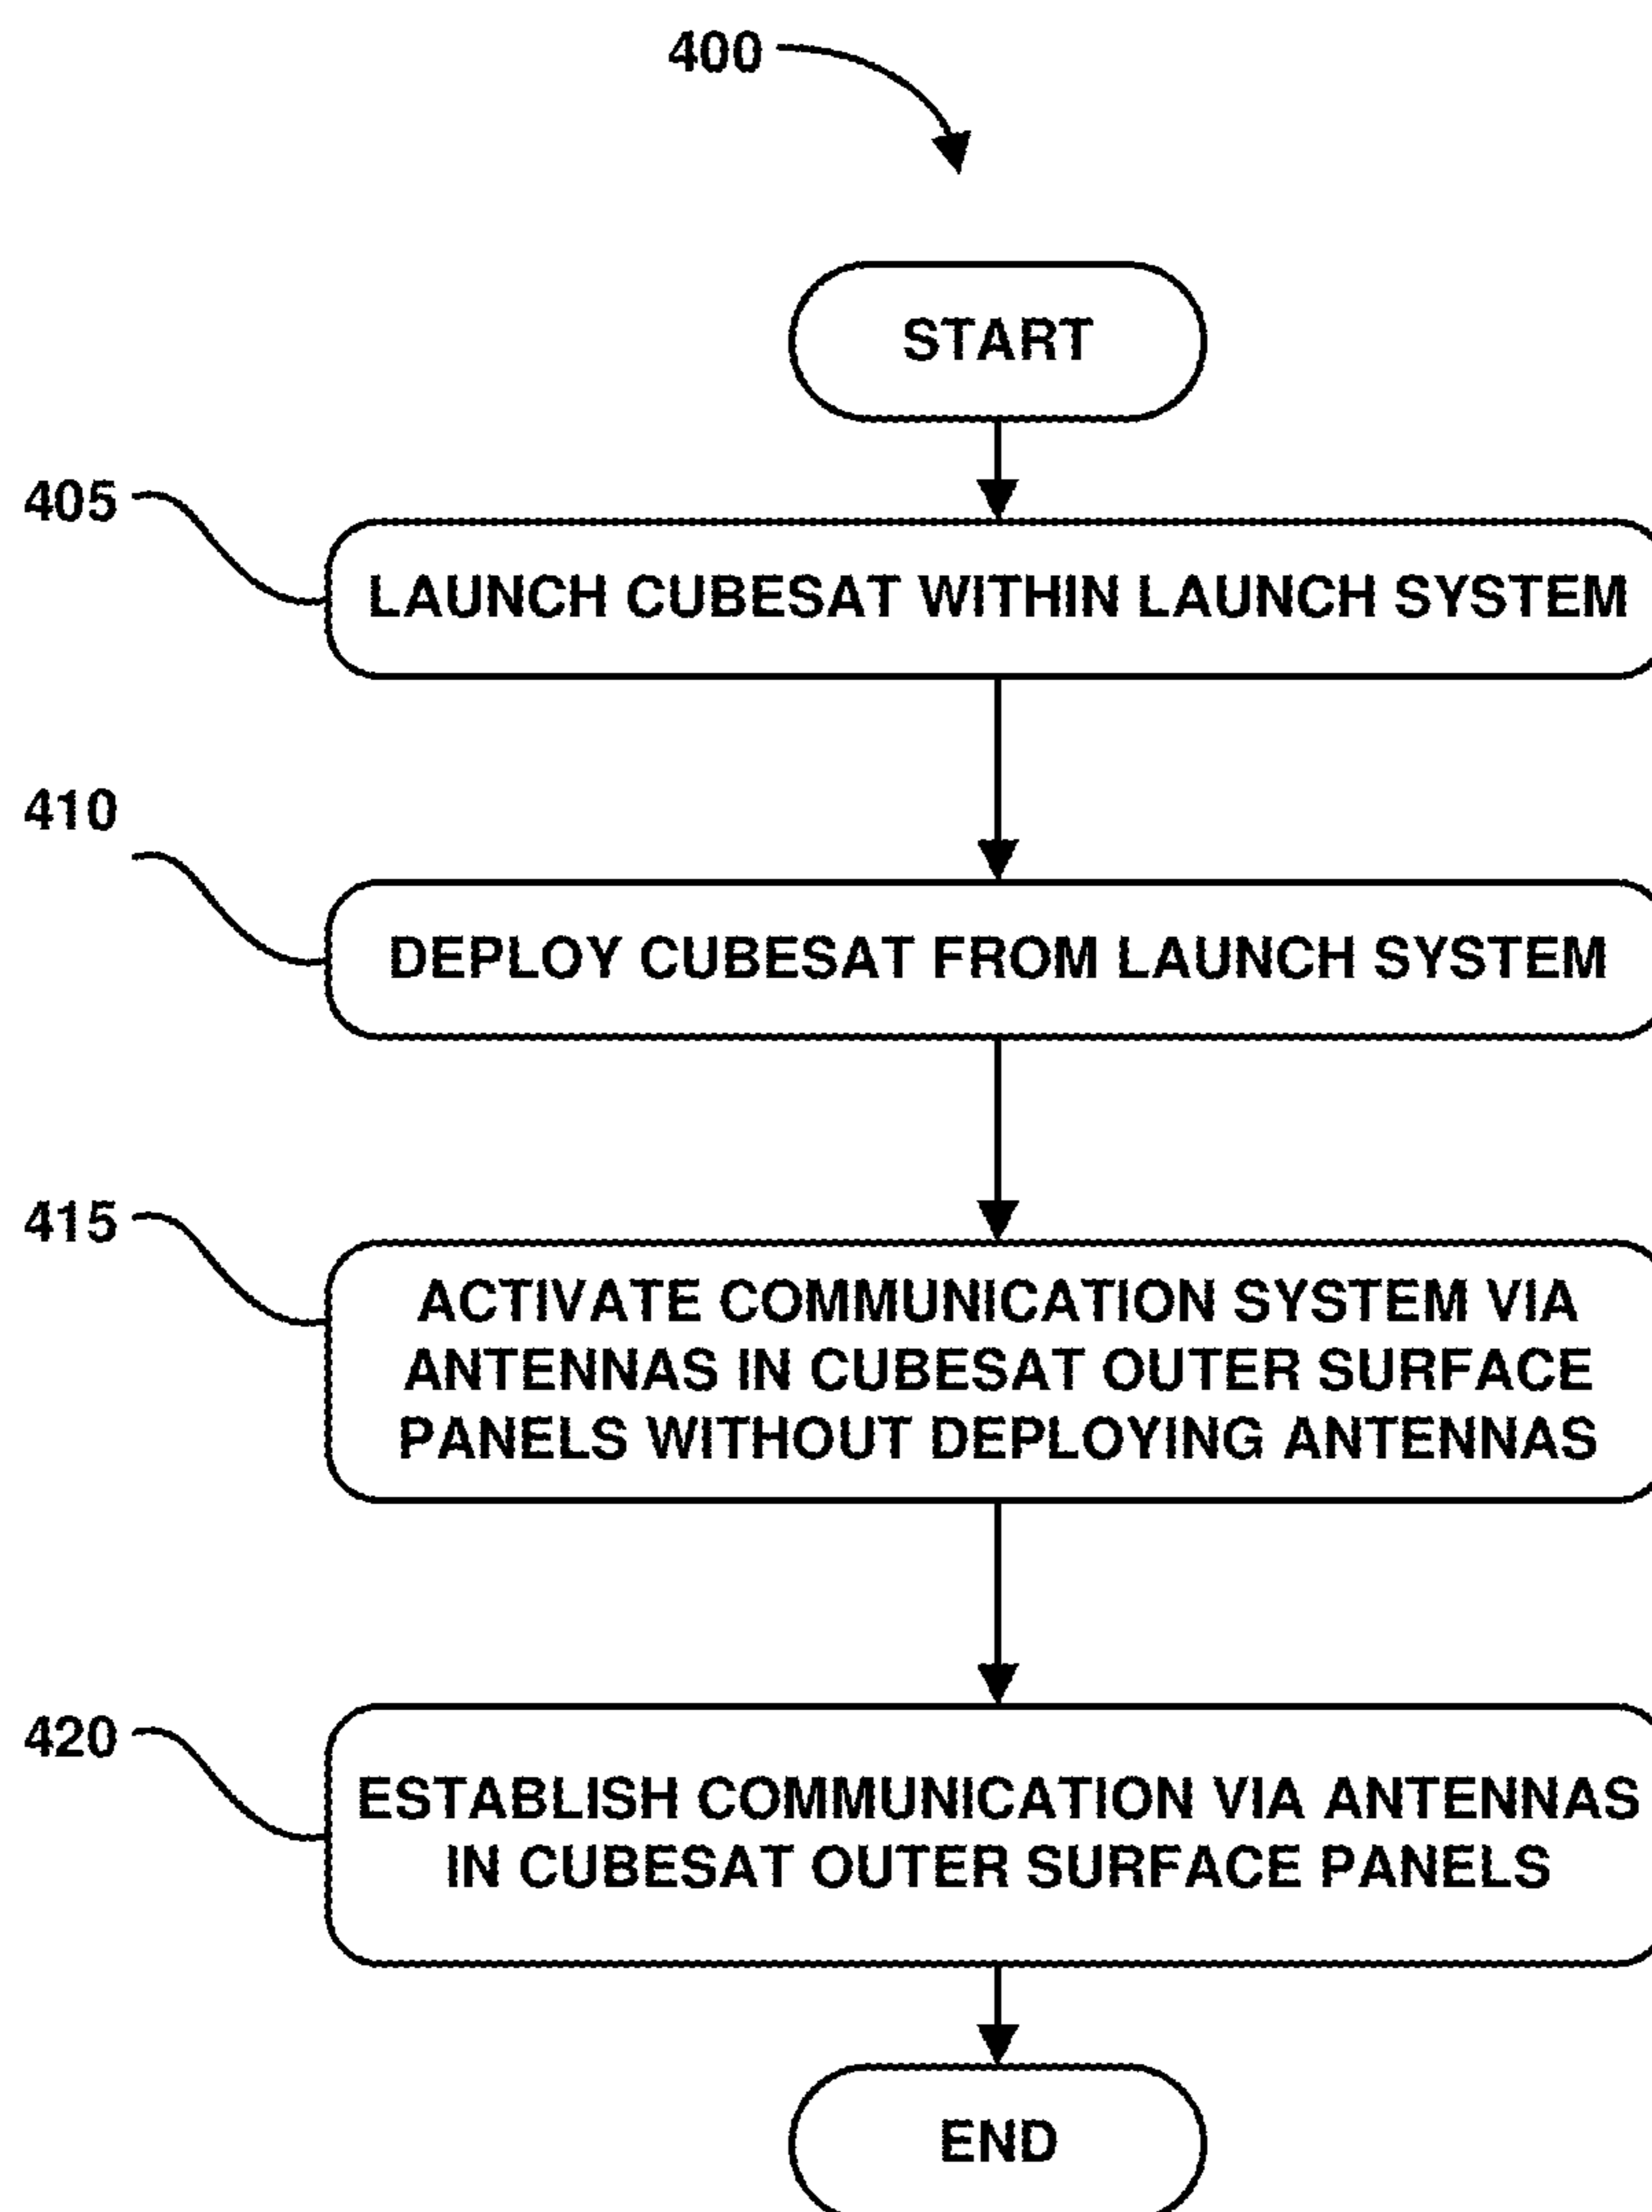 400
START
405
LAUNCH CUBESAT WITHIN LAUNCH SYSTEM
410
DEPLOY CUBESAT FROM LAUNCH SYSTEM
415
ACTIVATE COMMUNICATION SYSTEM VIA
ANTENNAS IN CUBESAT OUTER SURFACE
PANELS WITHOUT DEPLOYING ANTENNAS
420
ESTABLISH COMMUNICATION VIA ANTENNAS
IN CUBESAT OUTER SURFACE PANELS
END